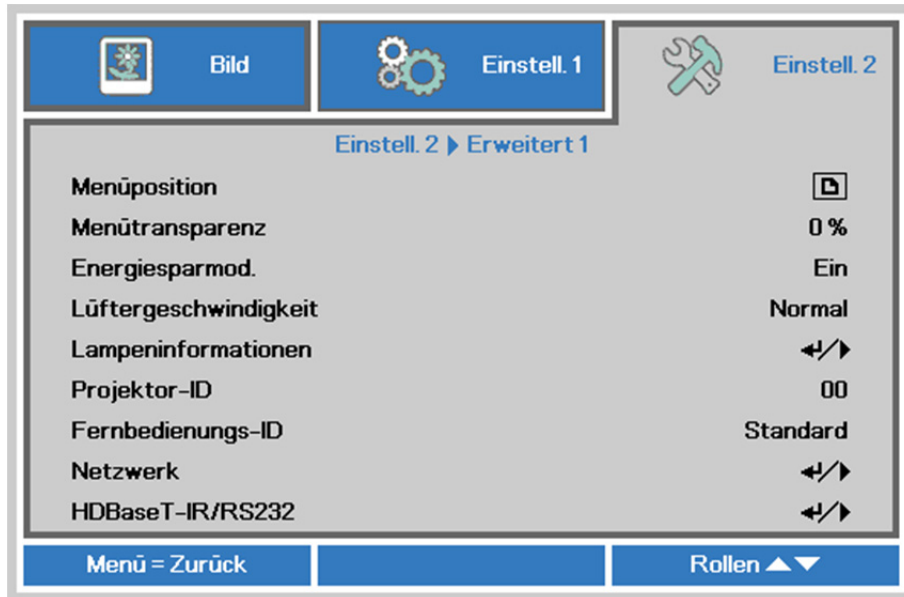 Bild
Einstell. 1
Einstell. 2
Einstell. 2 ▶ Erweitert 1
Menüposition
Menütransparenz 0 %
Energiesparmod. Ein
Lüftergeschwindigkeit Normal
Lampeninformationen ↵/▶
Projektor-ID 00
Fernbedienungs-ID Standard
Netzwerk ↵/▶
HDBaseT-IR/RS232 ↵/▶
Menü = Zurück
Rollen ▲▼